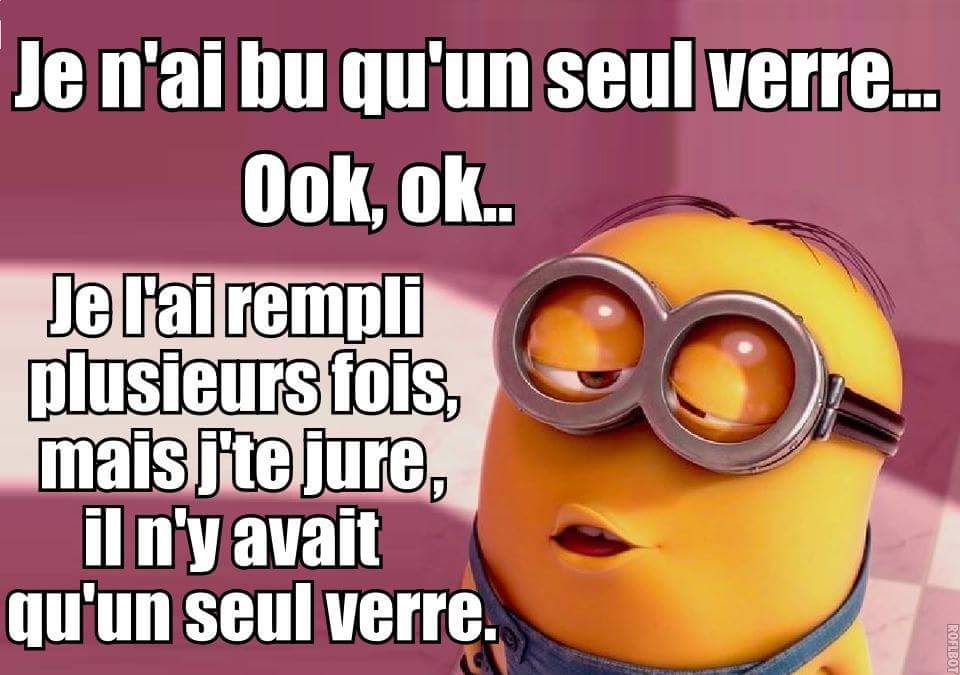 Je n'ai bu qu'un seul verre...
Ook, ok..
Je l'ai rempli
plusieurs fois,
mais j'te jure,
il n'y avait
qu'un seul verre.
ROFLBOT